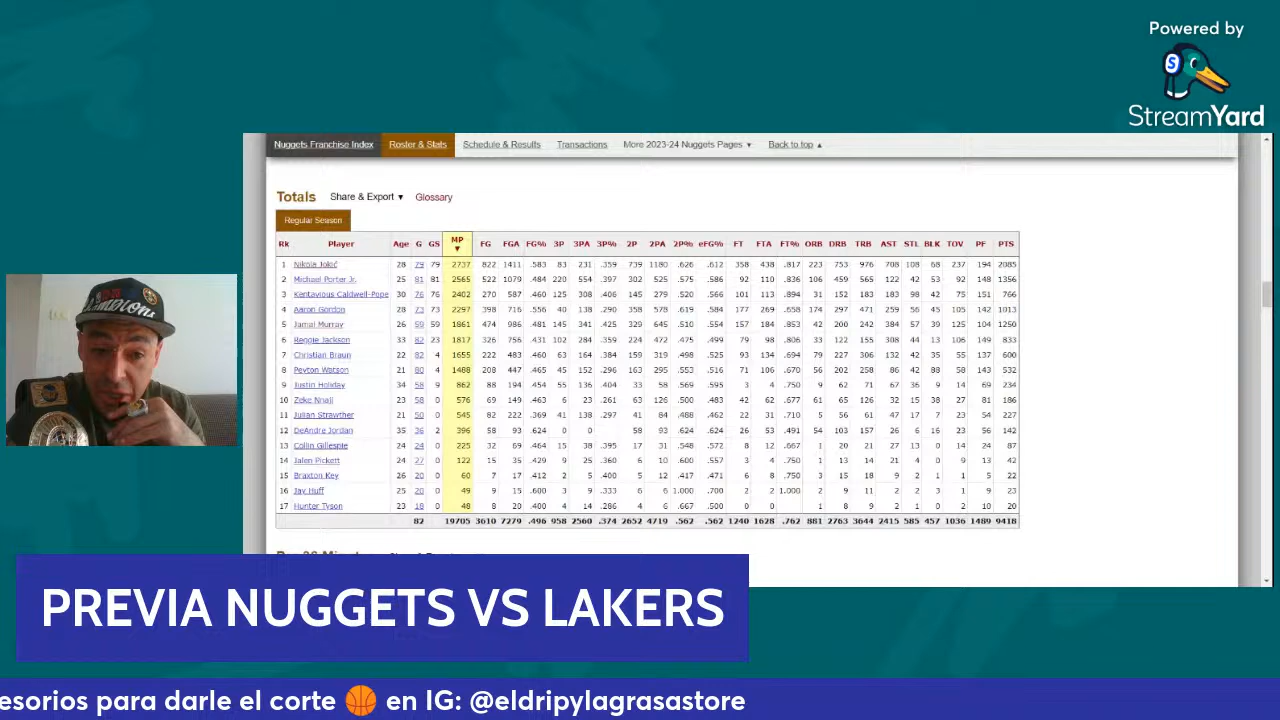 Powered by
StreamYard
Nuggets Franchise Index Roster & Stats Schedule & Results Transactions More 2023-24 Nuggets Pages ▼ Back to top ▲
Totals Share & Export ▼ Glossary
Regular Season
Rk Player Age G GS MP ▼ FG FGA FG% 3P 3PA 3P% 2P 2PA 2P% eFG% FT FTA FT% ORB DRB TRB AST STL BLK TOV PF PTS
1 Nikola Jokić 28 79 79 2737 822 1411 .583 83 231 .359 739 1180 .626 .612 358 438 .817 223 753 976 708 108 68 237 194 2085
2 Michael Porter Jr. 25 81 81 2565 522 1079 .484 220 554 .397 302 525 .575 .586 92 110 .836 106 459 565 122 42 53 92 148 1356
3 Kentavious Caldwell-Pope 30 76 76 2402 270 587 .460 125 308 .406 145 279 .520 .566 101 113 .894 31 152 183 183 98 42 75 151 766
4 Aaron Gordon 28 73 73 2297 398 716 .556 40 138 .290 358 578 .619 .584 177 269 .658 174 297 471 259 56 45 106 142 1013
5 Jamal Murray 26 59 59 1861 474 986 .481 145 341 .425 329 645 .510 .554 157 184 .853 42 200 242 384 57 39 125 104 1250
6 Reggie Jackson 33 82 23 1817 326 756 .431 102 284 .359 224 472 .475 .499 79 98 .806 33 122 155 308 44 13 106 149 833
7 Christian Braun 22 82 4 1655 222 483 .460 63 164 .384 159 319 .498 .525 93 134 .694 79 227 306 132 42 35 55 137 600
8 Peyton Watson 21 80 4 1488 208 447 .465 45 152 .296 163 295 .553 .516 71 106 .670 56 202 258 86 42 88 58 143 532
9 Justin Holiday 34 58 9 862 88 194 .454 55 136 .404 33 58 .569 .595 3 4 .750 9 62 71 67 36 9 14 69 234
10 Zeke Nnaji 23 58 0 576 69 149 .463 6 23 .261 63 126 .500 .483 42 62 .677 61 65 126 32 15 38 27 81 186
11 Julian Strawther 21 50 0 545 82 222 .369 41 138 .297 41 84 .488 .462 22 31 .710 5 56 61 47 17 7 23 54 227
12 DeAndre Jordan 35 36 2 396 58 93 .624 0 0 58 93 .624 .624 26 53 .491 54 103 157 26 6 16 23 56 142
13 Collin Gillespie 24 24 0 225 32 69 .464 15 38 .395 17 31 .548 .572 8 12 .667 1 20 21 27 13 0 14 24 87
14 Jalen Pickett 24 27 0 122 15 35 .429 9 25 .360 6 10 .600 .557 3 4 .750 1 13 14 21 4 0 9 13 42
15 Braxton Key 26 20 0 60 7 17 .412 2 5 .400 5 12 .417 .471 6 8 .750 3 15 18 9 2 1 1 5 22
16 Jay Huff 25 20 0 49 9 15 .600 3 9 .333 6 6 1.000 .700 2 2 1.000 2 9 11 2 2 3 1 9 23
17 Hunter Tyson 23 18 0 48 8 20 .400 4 14 .286 4 6 .667 .500 0 0 1 8 9 2 1 0 2 10 20
82 19705 3610 7279 .496 958 2560 .374 2652 4719 .562 .562 1240 1628 .762 881 2763 3644 2415 585 457 1036 1489 9418
PREVIA NUGGETS VS LAKERS
esorios para darle el corte 🏀 en IG: @eldripylagrasastore